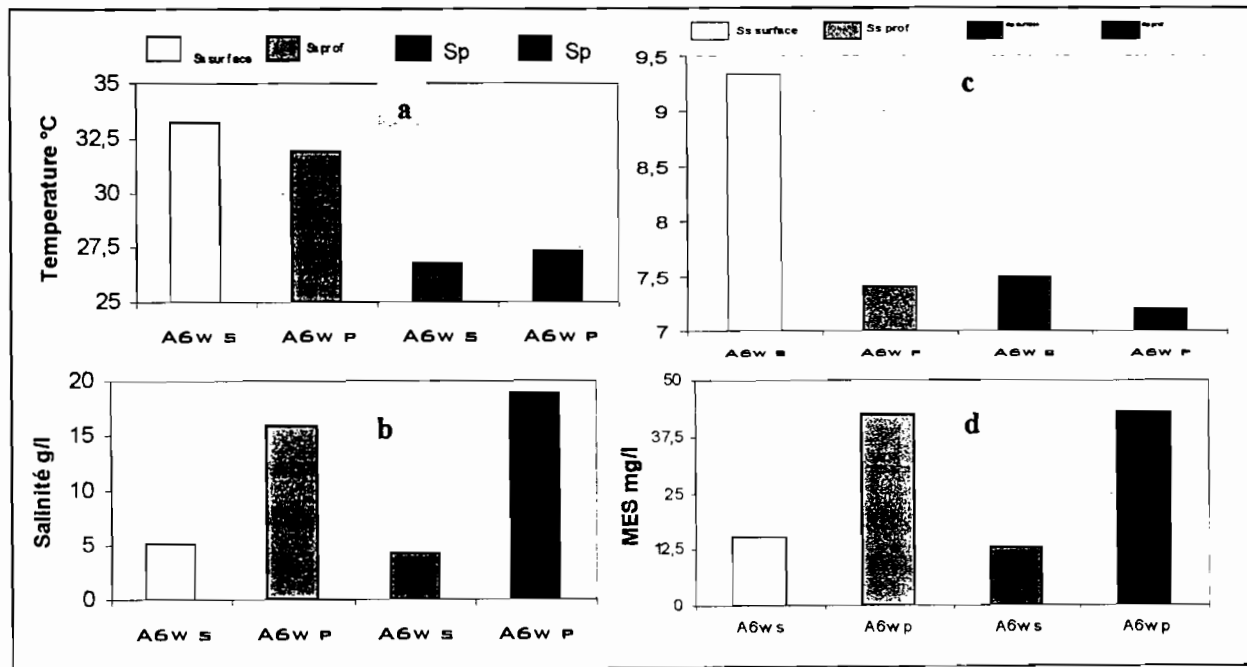 Ss surface Ss prof Sp Sp
a
Temperature °C
35
32,5
30
27,5
25
A6w s A6w p A6w s A6w p
Ss surface Ss prof
c
9,5
9
8,5
8
7,5
7
A6w s A6w p A6w s A6w p
b
Salinité g/l
20
15
10
5
0
A6w s A6w p A6w s A6w p
d
MES mg/l
50
37,5
25
12,5
0
A6w s A6w p A6w s A6w p